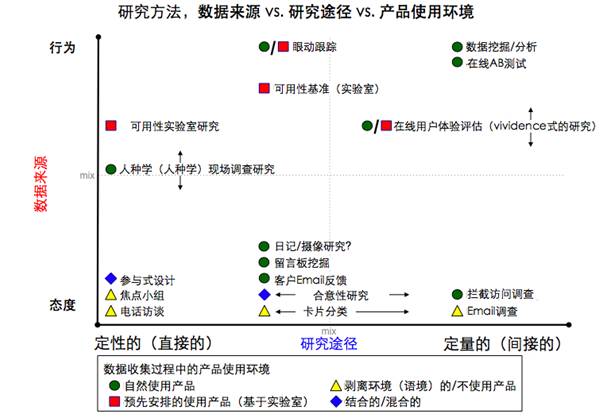 研究方法，数据来源 VS. 研究途径 vs. 产品使用环境
行为
/ 眼动跟踪
数据挖掘/分析
在线AB测试
可用性基准（实验室）
可用性实验室研究
/ 在线用户体验评估（vividence式的研究）
数据来源
mix
人种学（人种学）现场调查研究
日记/摄像研究?
留言板挖掘
客户Email反馈
参与式设计
焦点小组
合意性研究
拦截访问调查
态度
电话访谈
卡片分类
Email调查
mix
定性的（直接的）
研究途径
定量的（间接的）
数据收集过程中的产品使用环境
自然使用产品
剥离环境（语境）的/不使用产品
预先安排的使用产品（基于实验室）
结合的/混合的